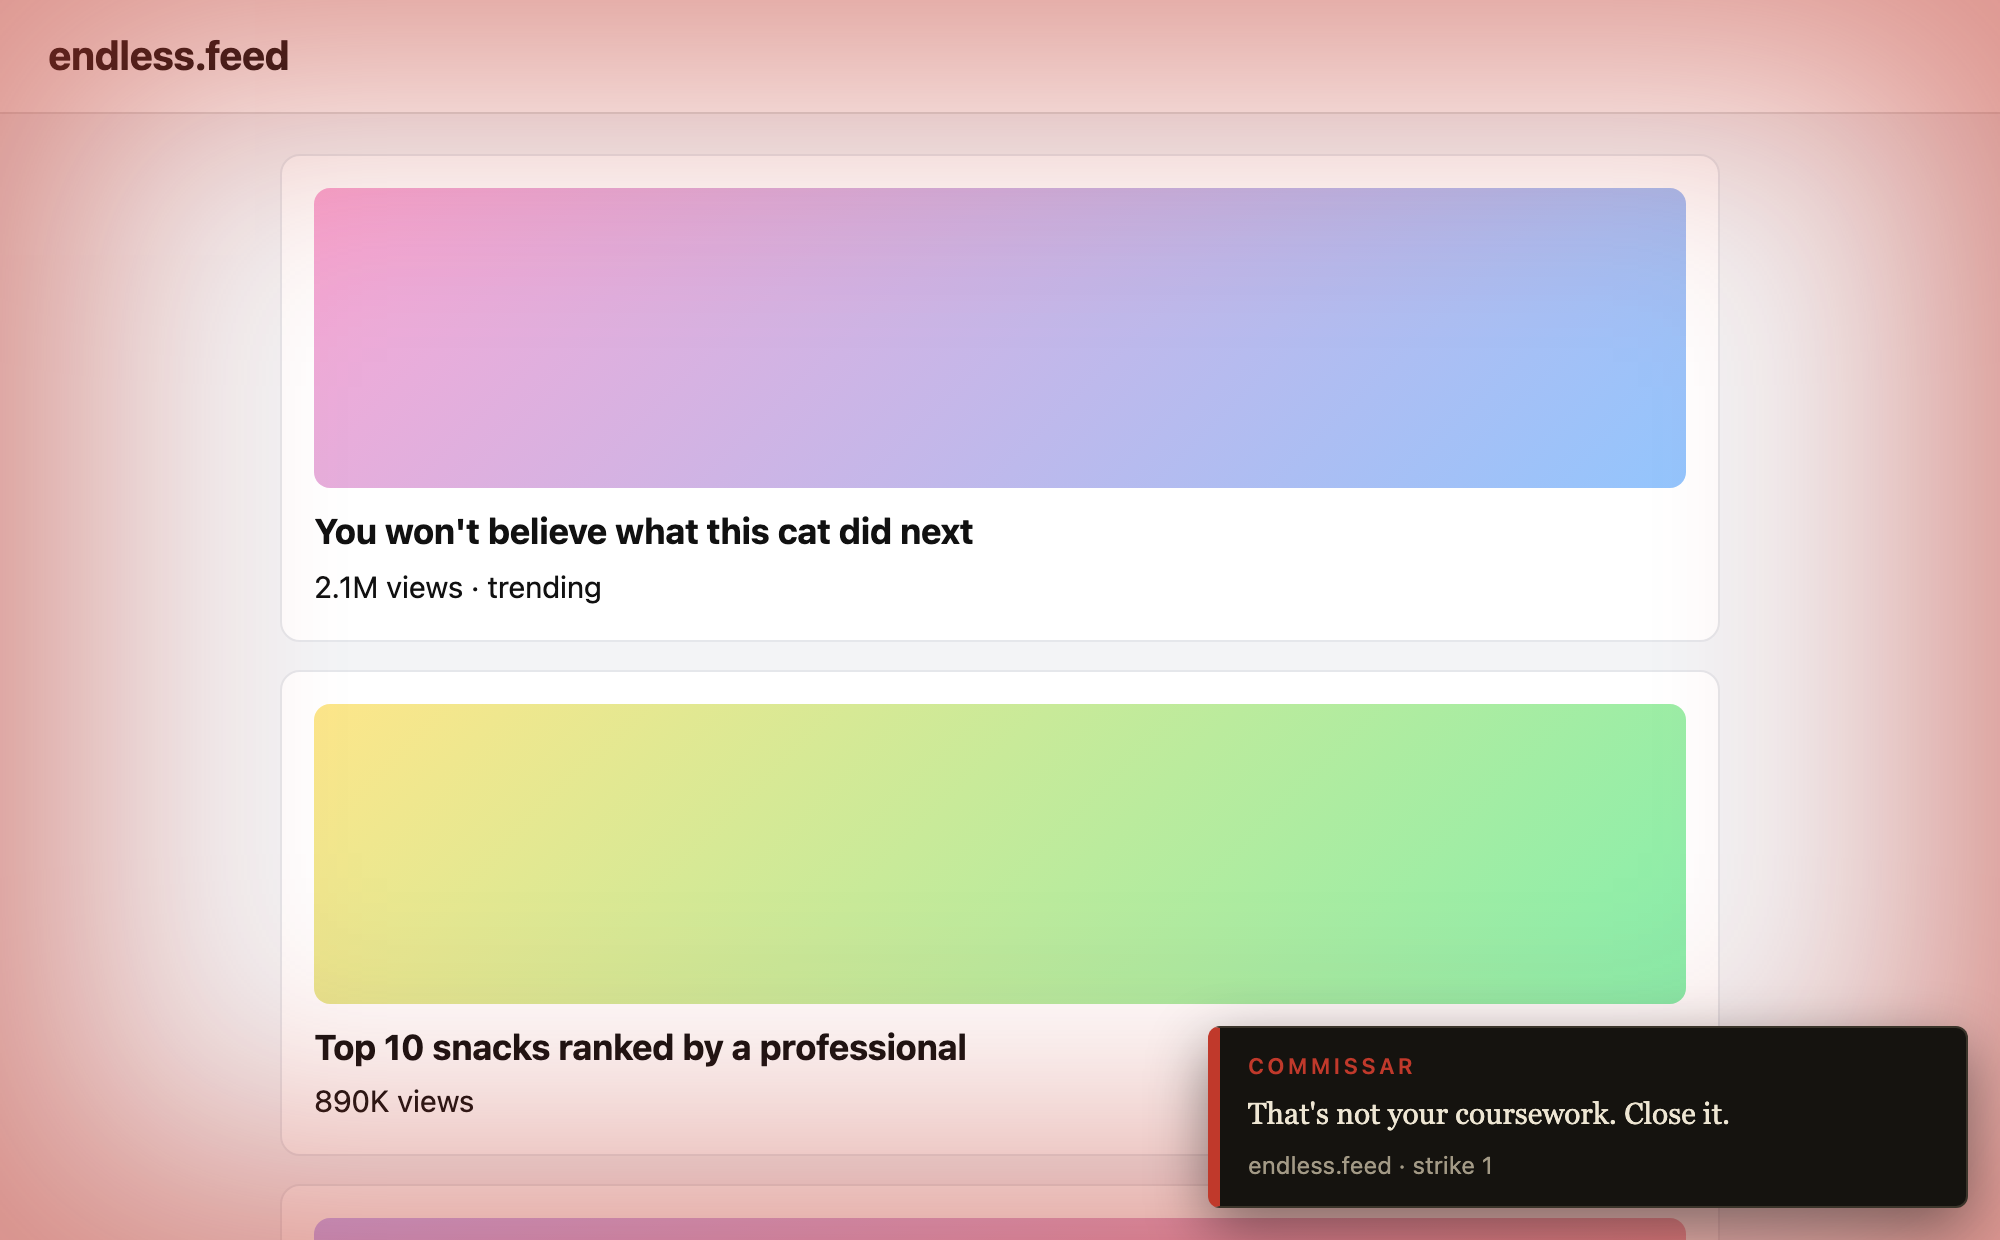 endless.feed
You won't believe what this cat did next
2.1M views · trending
Top 10 snacks ranked by a professional
890K views
COMMISSAR
That's not your coursework. Close it.
endless.feed · strike 1